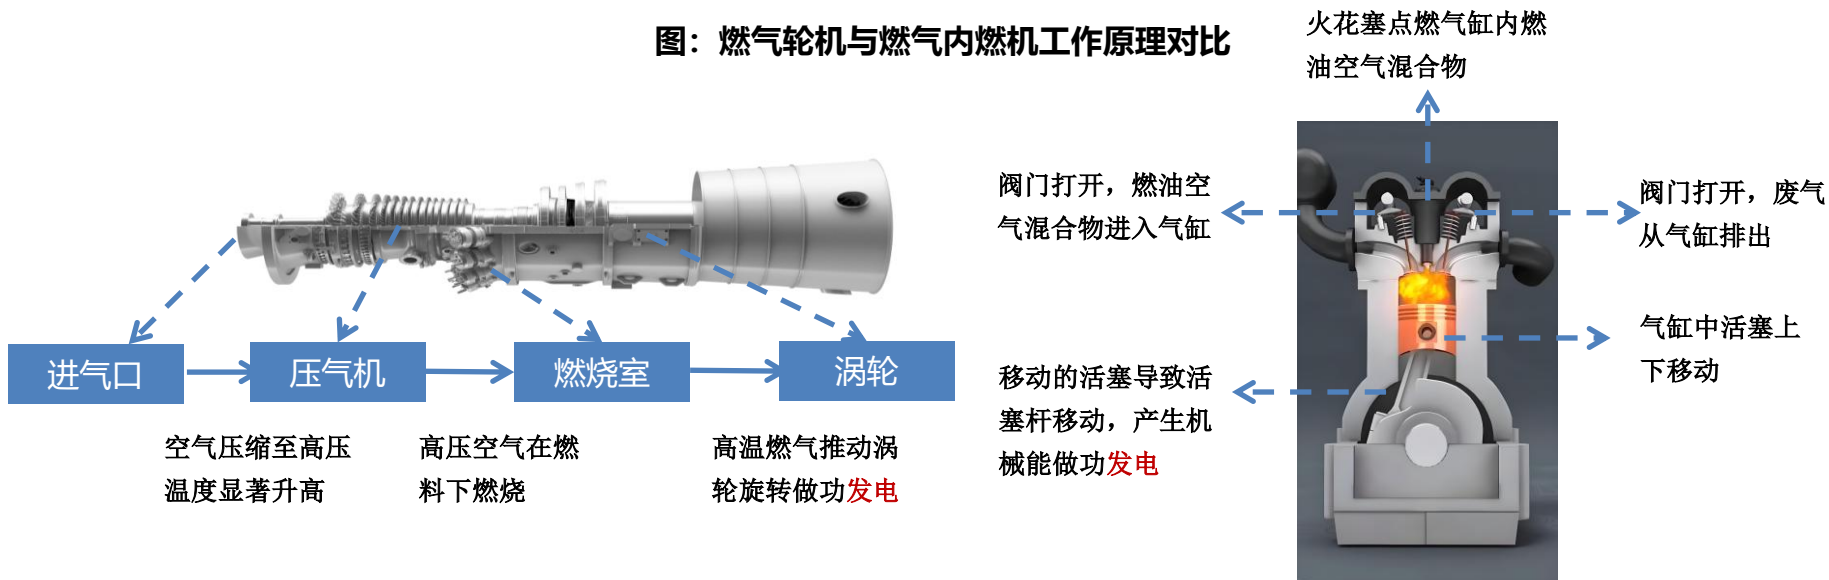 图：燃气轮机与燃气内燃机工作原理对比
进气口
压气机
燃烧室
涡轮
空气压缩至高压
温度显著升高
高压空气在燃
料下燃烧
高温燃气推动涡
轮旋转做功发电
火花塞点燃气缸内燃
油空气混合物
阀门打开，燃油空
气混合物进入气缸
阀门打开，废气
从气缸排出
气缸中活塞上
下移动
移动的活塞导致活
塞杆移动，产生机
械能做功发电